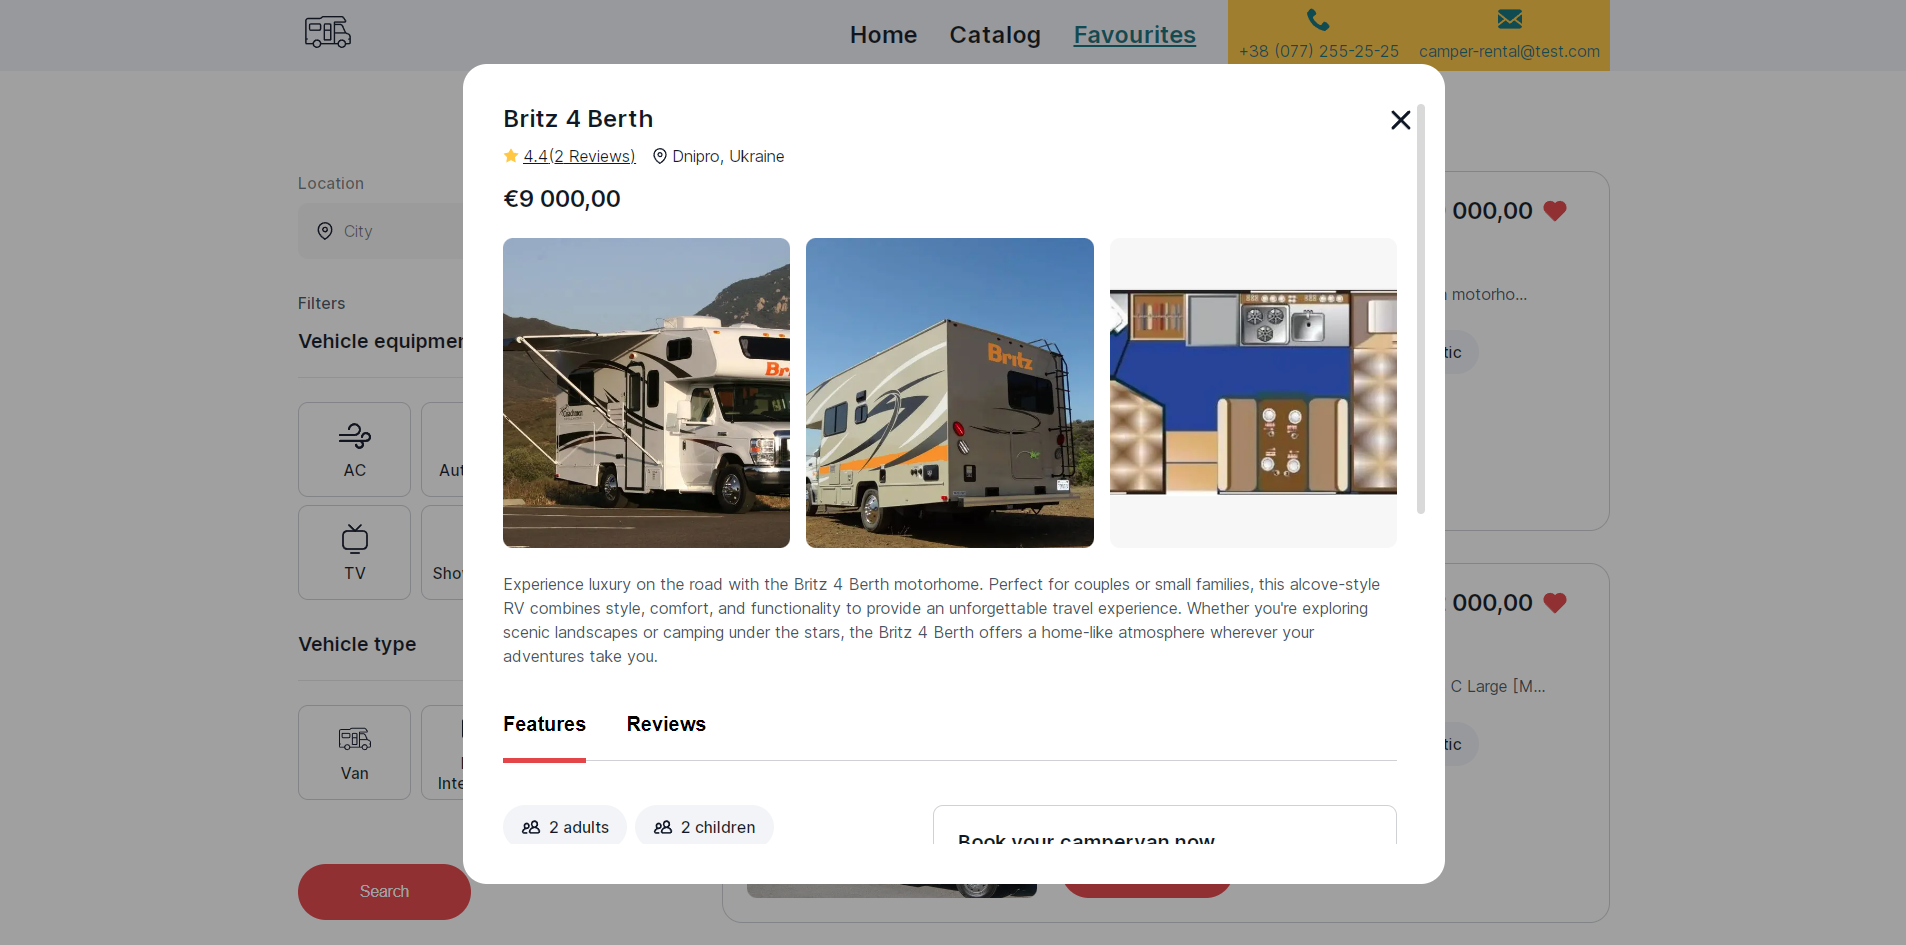 Home
Catalog
Favourites
+38 (077) 255-25-25
camper-rental@test.com
Location
City
Filters
Vehicle equipmen
AC
Aut
TV
Sho
Vehicle type
Van
Inte
Search
Britz 4 Berth
4.4(2 Reviews)
Dnipro, Ukraine
€9 000,00
Bri
Britz
Experience luxury on the road with the Britz 4 Berth motorhome. Perfect for couples or small families, this alcove-style
RV combines style, comfort, and functionality to provide an unforgettable travel experience. Whether you're exploring
scenic landscapes or camping under the stars, the Britz 4 Berth offers a home-like atmosphere wherever your
adventures take you.
Features
Reviews
2 adults
2 children
Book your campervan now
000,00
motorho...
tic
000,00
C Large [M...
tic